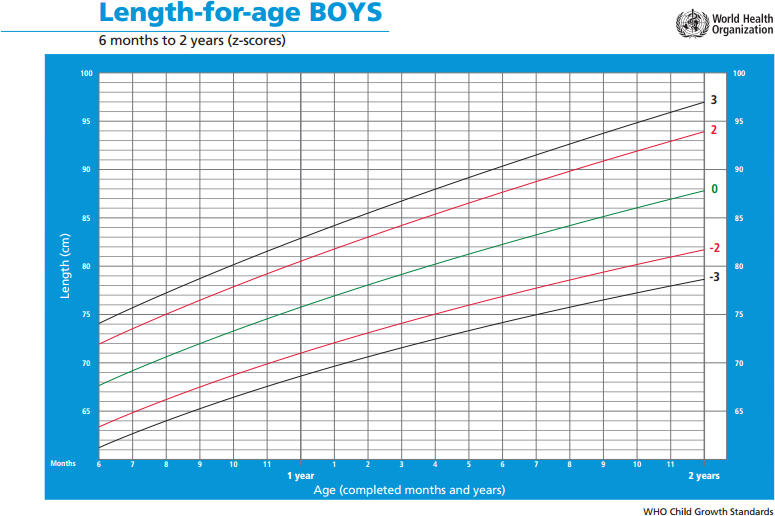 Length-for-age BOYS
6 months to 2 years (z-scores)
World Health
Organization
100 100
3
95 95
2
90 90
0
85 85
-2
80 80
-3
75 75
70 70
65 65
Length (cm)
Months 6 7 8 9 10 11 1 2 3 4 5 6 7 8 9 10 11
1 year 2 years
Age (completed months and years)
WHO Child Growth Standards